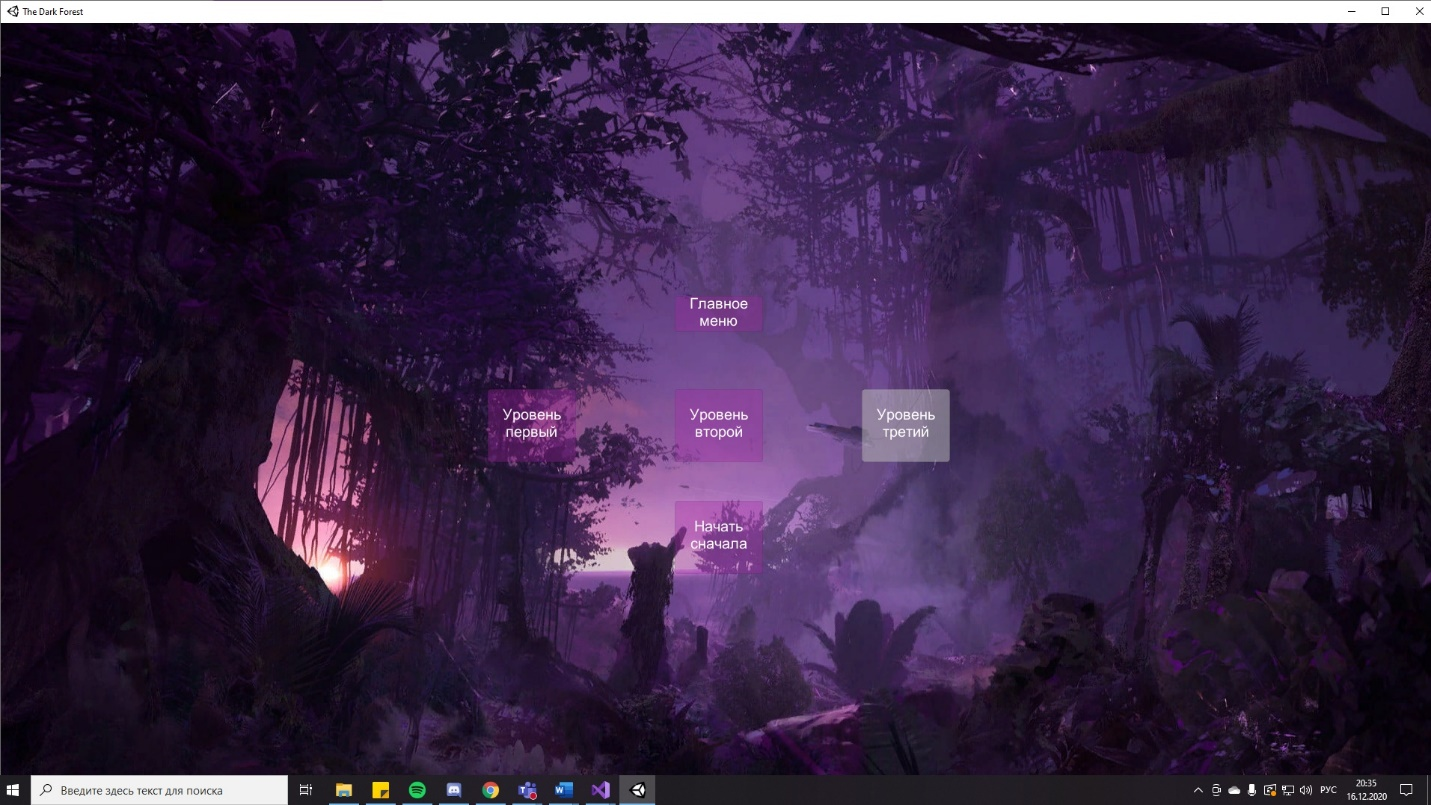 The Dark Forest
Главное
меню
Уровень
первый
Уровень
второй
Уровень
третий
Начать
сначала
Введите здесь текст для поиска
РУС
20:35
16.12.2020